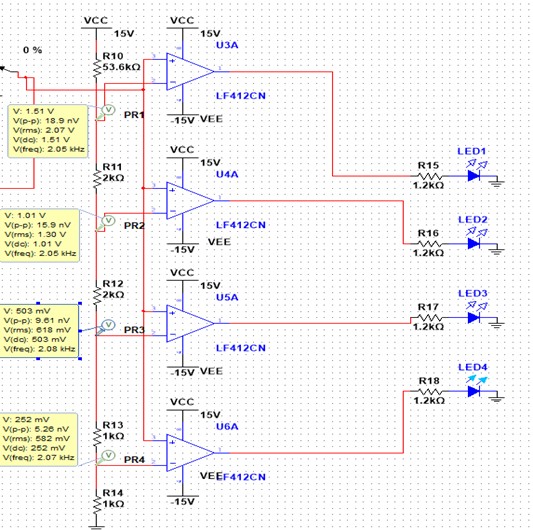 VCC
15V
R10
53.6kΩ
0 %
VCC
15V
U3A
LF412CN
-15V VEE
V: 1.51 V
V(p-p): 18.9 nV
V(rms): 2.07 V
V(dc): 1.51 V
V(freq): 2.05 kHz
V
PR1
R11
2kΩ
VCC
15V
U4A
LF412CN
-15V VEE
LED1
R15
1.2kΩ
V: 1.01 V
V(p-p): 15.9 nV
V(rms): 1.30 V
V(dc): 1.01 V
V(freq): 2.05 kHz
V
PR2
LED2
R16
1.2kΩ
R12
2kΩ
VCC
15V
U5A
LF412CN
-15V VEE
V: 503 mV
V(p-p): 9.61 nV
V(rms): 618 mV
V(dc): 503 mV
V(freq): 2.08 kHz
V
PR3
LED3
R17
1.2kΩ
LED4
R18
1.2kΩ
VCC
15V
U6A
LF412CN
VEE
-15V
V: 252 mV
V(p-p): 5.26 nV
V(rms): 582 mV
V(dc): 252 mV
V(freq): 2.07 kHz
V
PR4
R13
1kΩ
R14
1kΩ